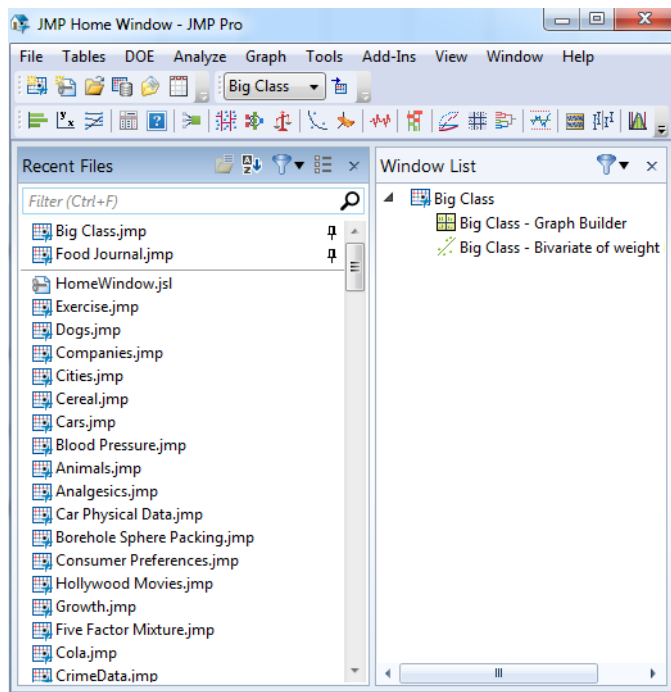 JMP Home Window - JMP Pro
File Tables DOE Analyze Graph Tools Add-Ins View Window Help
Big Class
Recent Files
Filter (Ctrl+F)
Big Class.jmp
Food Journal.jmp
HomeWindow.jsl
Exercise.jmp
Dogs.jmp
Companies.jmp
Cities.jmp
Cereal.jmp
Cars.jmp
Blood Pressure.jmp
Animals.jmp
Analgesics.jmp
Car Physical Data.jmp
Borehole Sphere Packing.jmp
Consumer Preferences.jmp
Hollywood Movies.jmp
Growth.jmp
Five Factor Mixture.jmp
Cola.jmp
CrimeData.jmp
Window List
Big Class
Big Class - Graph Builder
Big Class - Bivariate of weight